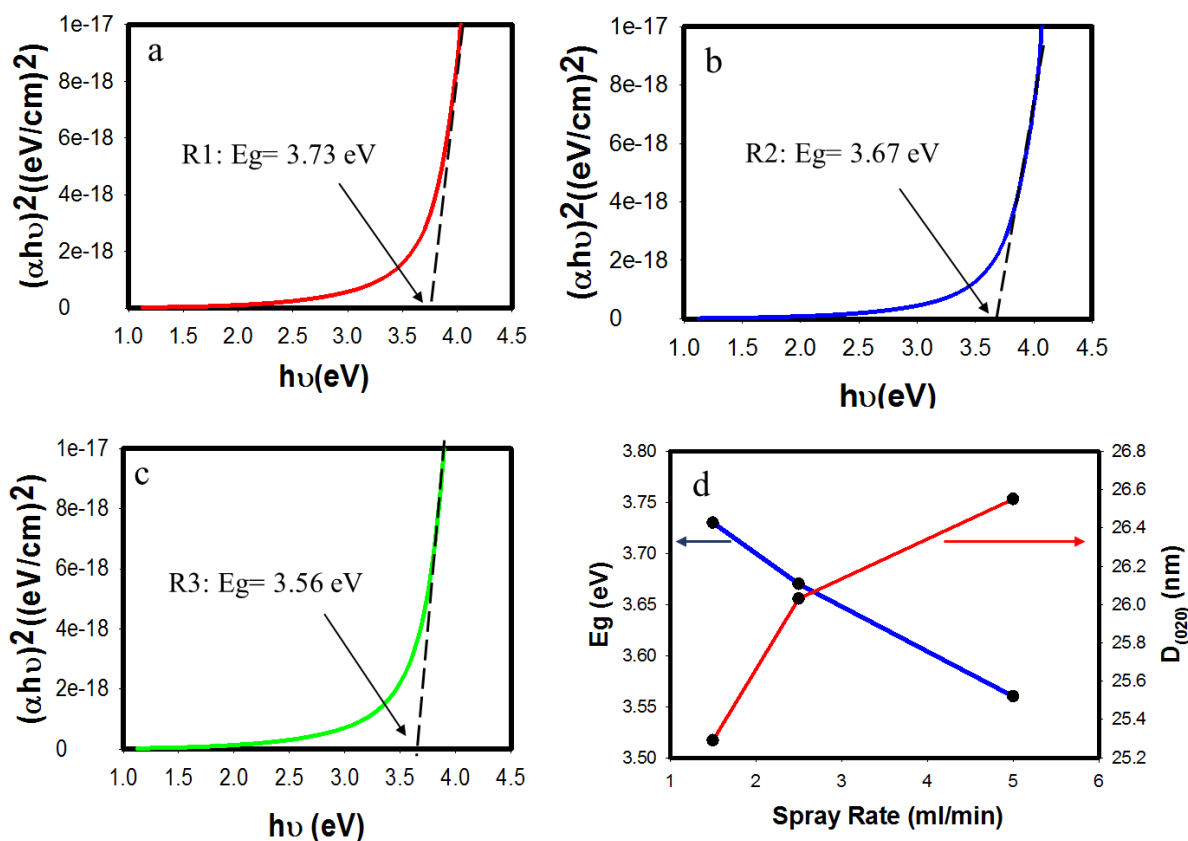 a
(αhυ)²((eV/cm)²
1e-17
8e-18
6e-18
4e-18
2e-18
0
R1: Eg= 3.73 eV
1.0 1.5 2.0 2.5 3.0 3.5 4.0 4.5
hυ(eV)
b
(αhυ)²((eV/cm)²
1e-17
8e-18
6e-18
4e-18
2e-18
0
R2: Eg= 3.67 eV
1.0 1.5 2.0 2.5 3.0 3.5 4.0 4.5
hυ(eV)
c
(αhυ)²((eV/cm)²
1e-17
8e-18
6e-18
4e-18
2e-18
0
R3: Eg= 3.56 eV
1.0 1.5 2.0 2.5 3.0 3.5 4.0 4.5
hυ (eV)
d
Eg (eV)
3.80
3.75
3.70
3.65
3.60
3.55
3.50
26.8
26.6
26.4
26.2
26.0
25.8
25.6
25.4
25.2
D(020) (nm)
1 2 3 4 5 6
Spray Rate (ml/min)